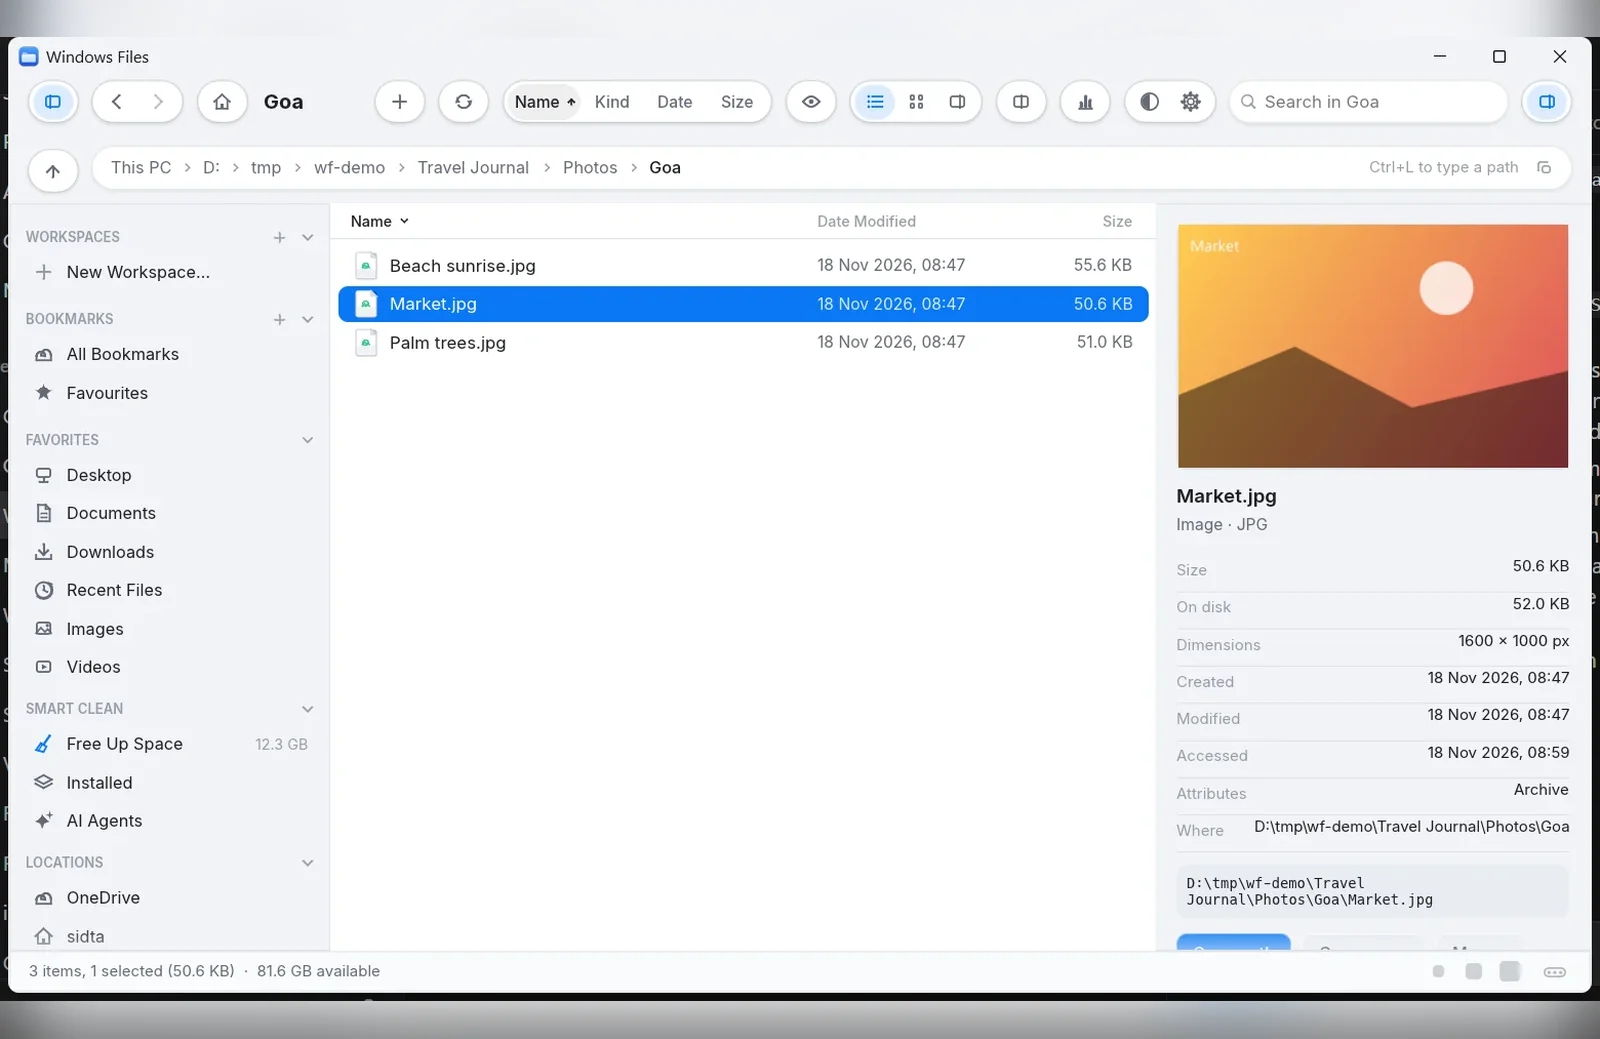 Windows Files
Goa
Name Kind Date Size
Search in Goa
This PC > D: > tmp > wf-demo > Travel Journal > Photos > Goa
Ctrl+L to type a path
WORKSPACES
New Workspace...
BOOKMARKS
All Bookmarks
Favourites
FAVORITES
Desktop
Documents
Downloads
Recent Files
Images
Videos
SMART CLEAN
Free Up Space 12.3 GB
Installed
AI Agents
LOCATIONS
OneDrive
sidta
Name Date Modified Size
Beach sunrise.jpg 18 Nov 2026, 08:47 55.6 KB
Market.jpg 18 Nov 2026, 08:47 50.6 KB
Palm trees.jpg 18 Nov 2026, 08:47 51.0 KB
Market
Market.jpg
Image · JPG
Size 50.6 KB
On disk 52.0 KB
Dimensions 1600 × 1000 px
Created 18 Nov 2026, 08:47
Modified 18 Nov 2026, 08:47
Accessed 18 Nov 2026, 08:59
Attributes Archive
Where D:\tmp\wf-demo\Travel Journal\Photos\Goa
D:\tmp\wf-demo\Travel
Journal\Photos\Goa\Market.jpg
3 items, 1 selected (50.6 KB) · 81.6 GB available